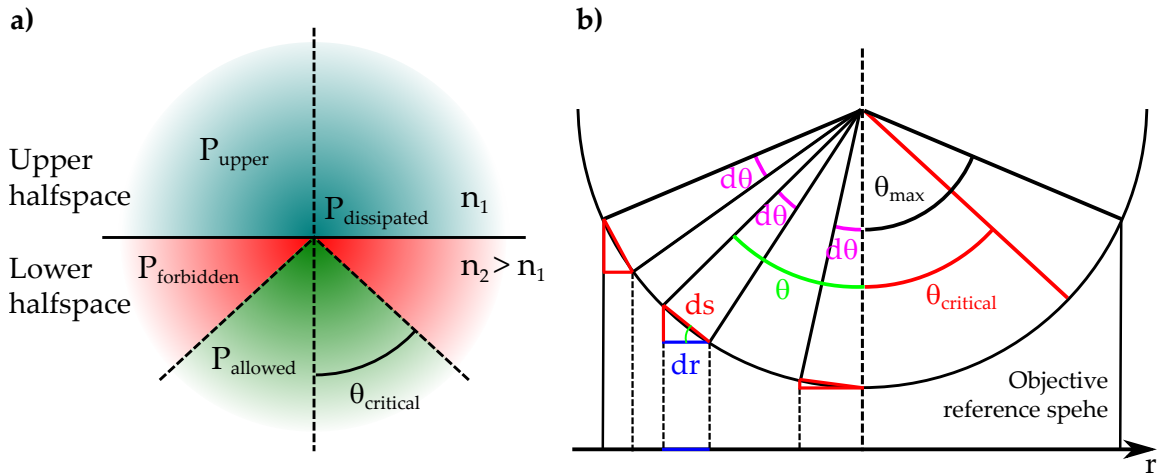 a)
Upper
halfspace
P_upper
P_dissipated
n_1
Lower
halfspace
P_forbidden
n_2 > n_1
P_allowed
θ_critical
b)
dθ
dθ
dθ
θ_max
θ
θ_critical
ds
dr
Objective
reference spehe
r